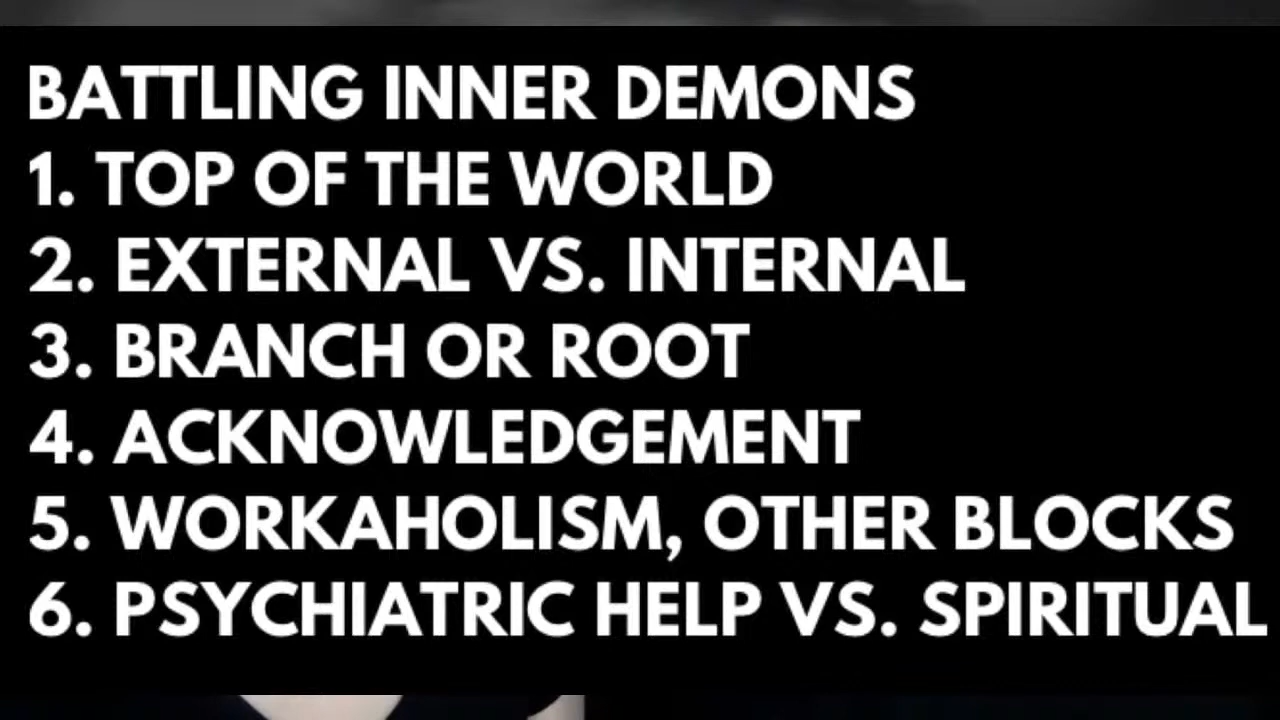 BATTLING INNER DEMONS
1. TOP OF THE WORLD
2. EXTERNAL VS. INTERNAL
3. BRANCH OR ROOT
4. ACKNOWLEDGEMENT
5. WORKAHOLISM, OTHER BLOCKS
6. PSYCHIATRIC HELP VS. SPIRITUAL